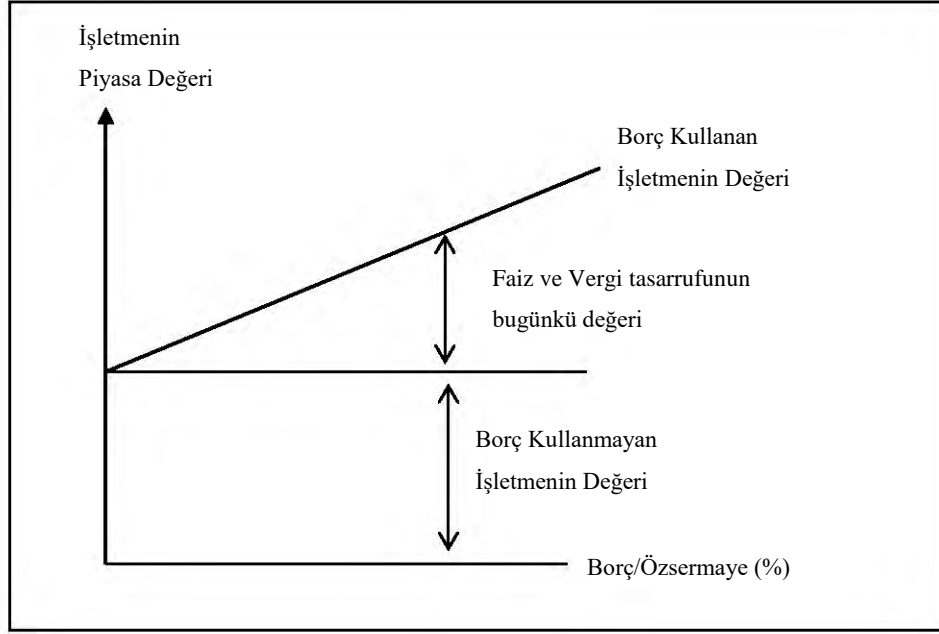 İşletmenin
Piyasa Değeri
Borç Kullanan
İşletmenin Değeri
Faiz ve Vergi tasarrufunun
bugünkü değeri
Borç Kullanmayan
İşletmenin Değeri
Borç/Özsermaye (%)